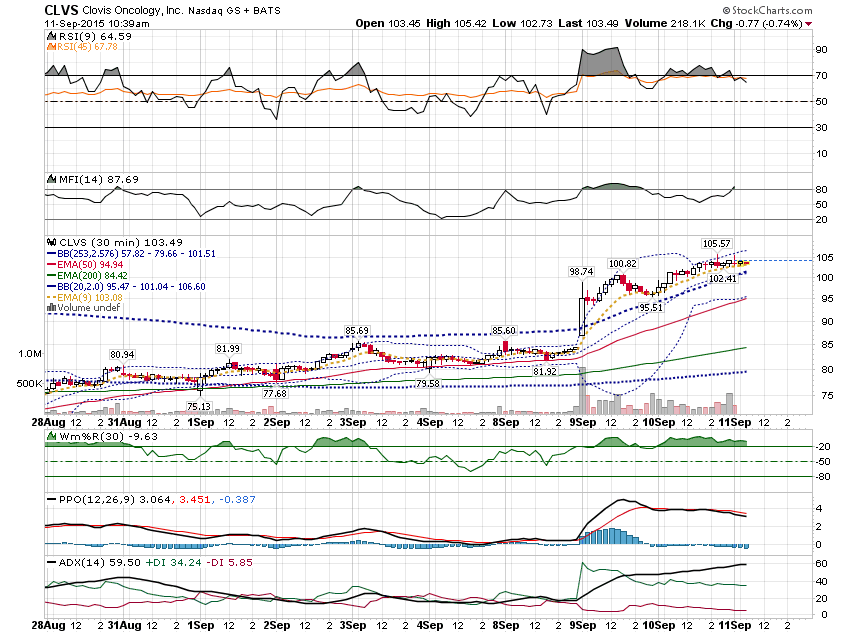 CLVS Clovis Oncology, Inc. Nasdaq GS + BATS © StockCharts.com
11-Sep-2015 10:39am Open 103.45 High 105.42 Low 102.73 Last 103.49 Volume 218.1K Chg -0.77 (-0.74%)
RSI(9) 64.59
RSI(45) 67.78
90
70
50
30
10
MFI(14) 87.69
80
50
20
CLVS (30 min) 103.49
BB(253,2.576) 57.82 - 79.66 - 101.51
EMA(50) 94.94
EMA(200) 84.42
BB(20,2.0) 95.47 - 101.04 - 106.60
EMA(9) 103.08
Volume undef
105.57
100.82
98.74
102.41
95.51
85.69
85.60
81.99
80.94
81.92
79.58
77.68
75.13
105
100
95
90
85
80
75
1.0M
500K
28Aug 12 2 31Aug 12 2 1Sep 12 2 2Sep 12 2 3Sep 12 2 4Sep 12 2 8Sep 12 2 9Sep 12 2 10Sep 12 2 11Sep 12 2
Wm%R(30) -9.63
-20
-50
-80
PPO(12,26,9) 3.064, 3.451, -0.387
4
2
0
ADX(14) 59.50 +DI 34.24 -DI 5.85
60
40
20
0
28Aug 12 2 31Aug 12 2 1Sep 12 2 2Sep 12 2 3Sep 12 2 4Sep 12 2 8Sep 12 2 9Sep 12 2 10Sep 12 2 11Sep 12 2